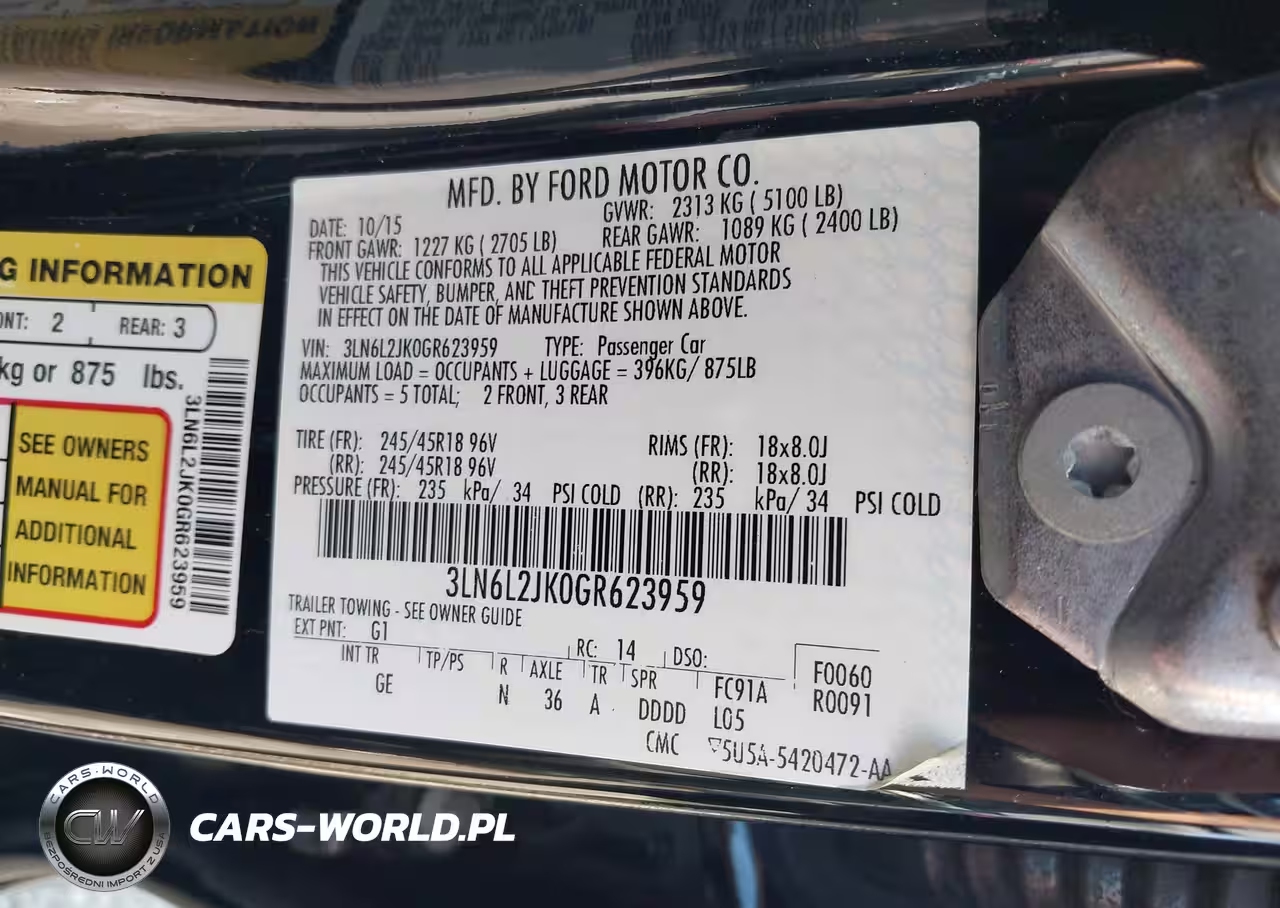 MFD. BY FORD MOTOR CO.
DATE: 10/15
GVWR: 2313 KG ( 5100 LB)
FRONT GAWR: 1227 KG ( 2705 LB)
REAR GAWR: 1089 KG ( 2400 LB)
THIS VEHICLE CONFORMS TO ALL APPLICABLE FEDERAL MOTOR
VEHICLE SAFETY, BUMPER, AND THEFT PREVENTION STANDARDS
IN EFFECT ON THE DATE OF MANUFACTURE SHOWN ABOVE.
VIN: 3LN6L2JK0GR623959 TYPE: Passenger Car
MAXIMUM LOAD = OCCUPANTS + LUGGAGE = 396KG/ 875LB
OCCUPANTS = 5 TOTAL; 2 FRONT, 3 REAR
TIRE (FR): 245/45R18 96V RIMS (FR): 18x8.0J
(RR): 245/45R18 96V (RR): 18x8.0J
PRESSURE (FR): 235 kPa/ 34 PSI COLD (RR): 235 kPa/ 34 PSI COLD
3LN6L2JK0GR623959
TRAILER TOWING - SEE OWNER GUIDE
EXT PNT: G1 RC: 14 DSO:
F0060
R0091
INT TR TP/PS R AXLE TR SPR FC91A
GE N 36 A DDDD L05
CMC 5U5A-5420472-AA
G INFORMATION
NT: 2 REAR: 3
kg or 875 lbs.
SEE OWNERS
MANUAL FOR
ADDITIONAL
INFORMATION
3LN6L2JK0GR623959
CARS-WORLD
CW
BEZPOŚREDNI IMPORT Z USA
CARS-WORLD.PL